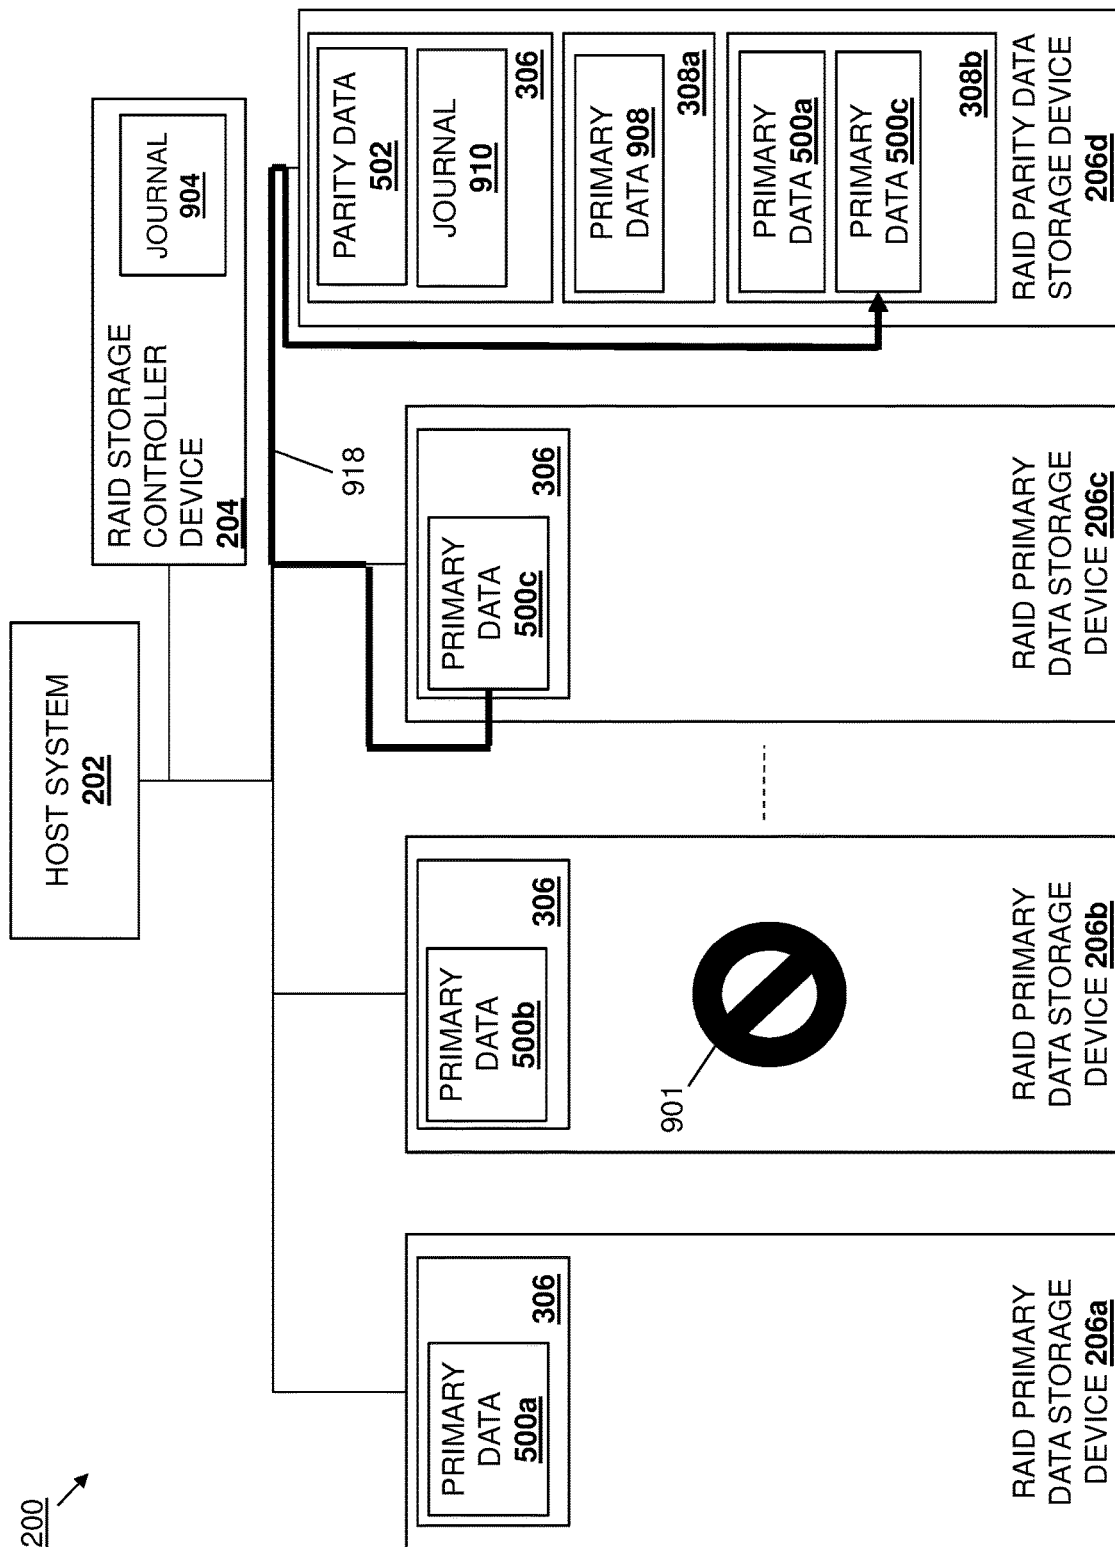 200
HOST SYSTEM
202
RAID STORAGE
CONTROLLER
DEVICE
204
JOURNAL
904
918
PRIMARY
DATA
500a
306
RAID PRIMARY
DATA STORAGE
DEVICE 206a
PRIMARY
DATA
500b
306
901
RAID PRIMARY
DATA STORAGE
DEVICE 206b
PRIMARY
DATA
500c
306
RAID PRIMARY
DATA STORAGE
DEVICE 206c
PARITY DATA
502
JOURNAL
910
306
PRIMARY
DATA 908
308a
PRIMARY
DATA 500a
PRIMARY
DATA 500c
308b
RAID PARITY DATA
STORAGE DEVICE
206d